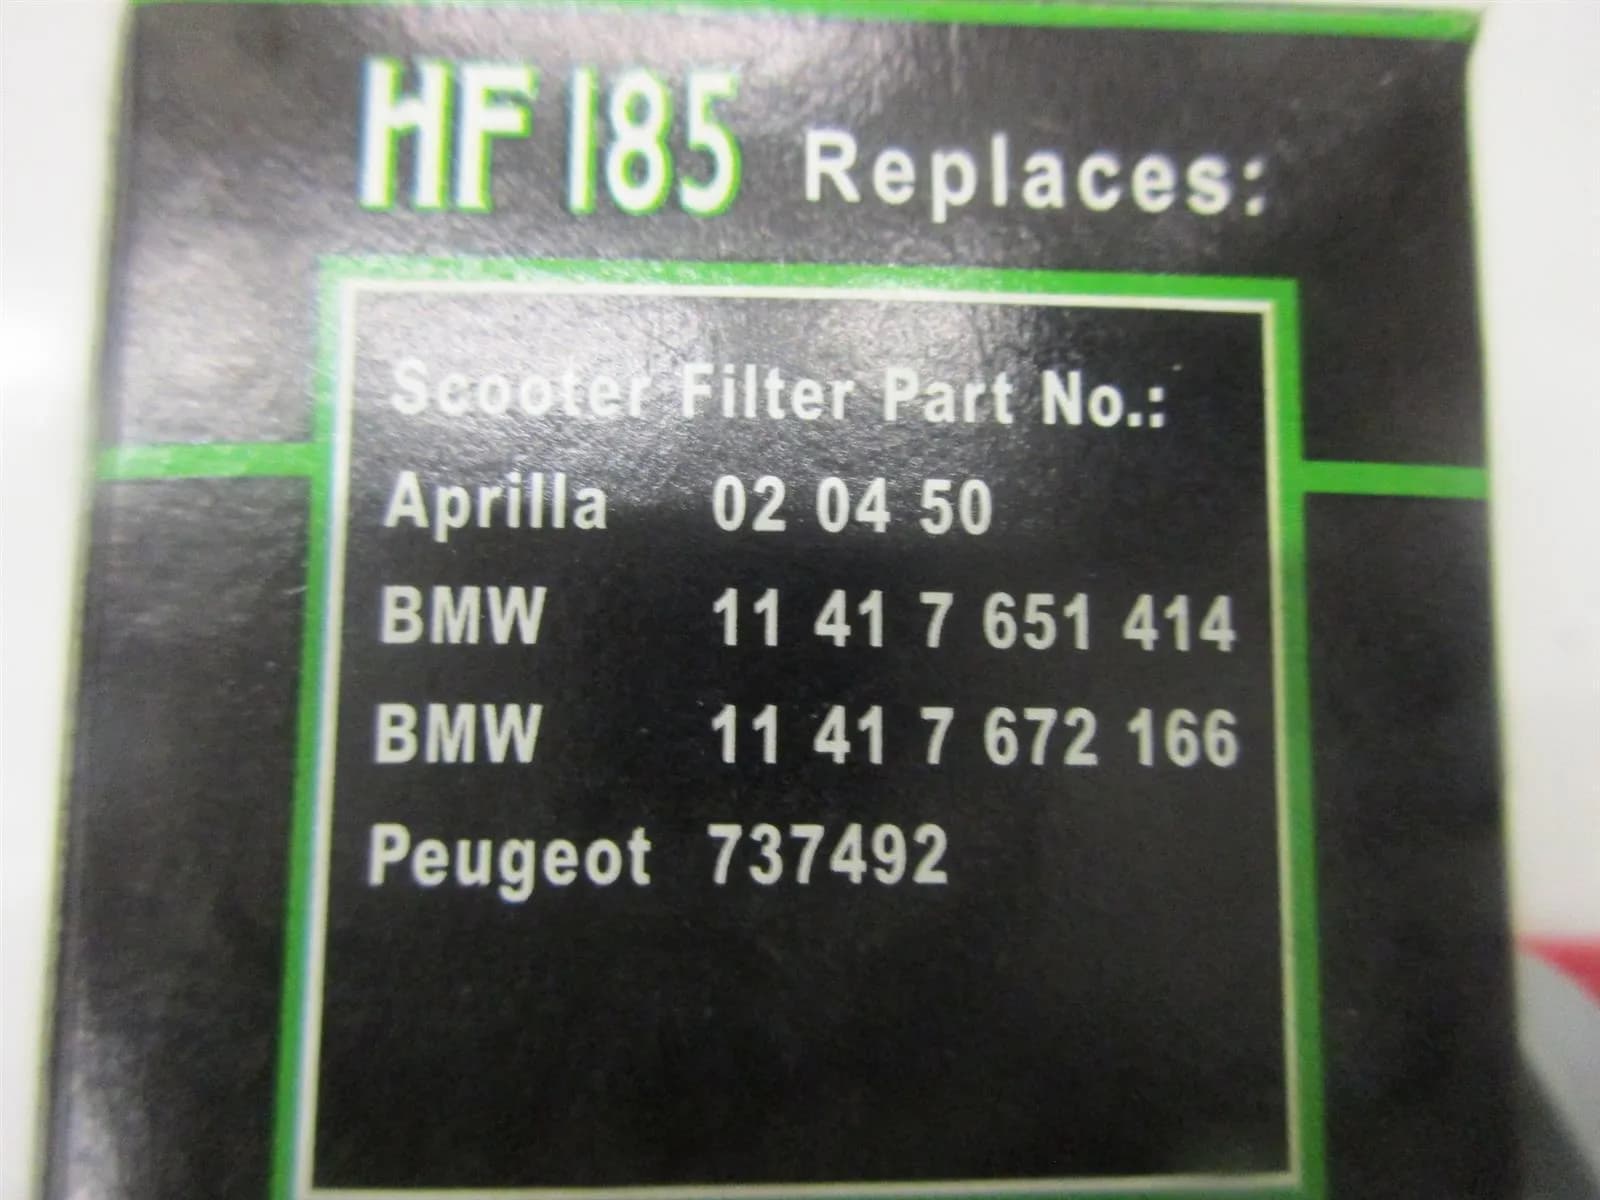 HF 185 Replaces:
Scooter Filter Part No.:
Aprilla 02 04 50
BMW 11 41 7 651 414
BMW 11 41 7 672 166
Peugeot 737492